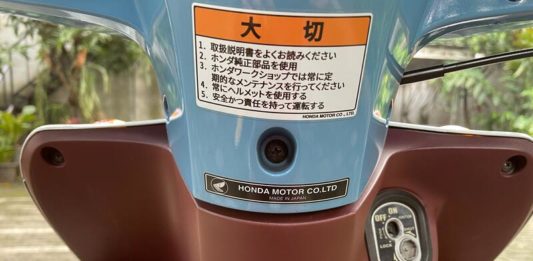 大切
1. 取扱説明書をよくお読みください
2. ホンダ純正部品を使用
3. ホンダワークショップでは常に定
期的なメンテナンスを行ってください
4. 常にヘルメットを使用する
5. 安全かつ責任を持って運転する
HONDA MOTOR CO., LTD
HONDA MOTOR CO.LTD
MADE IN JAPAN
ON
OFF
LOCK